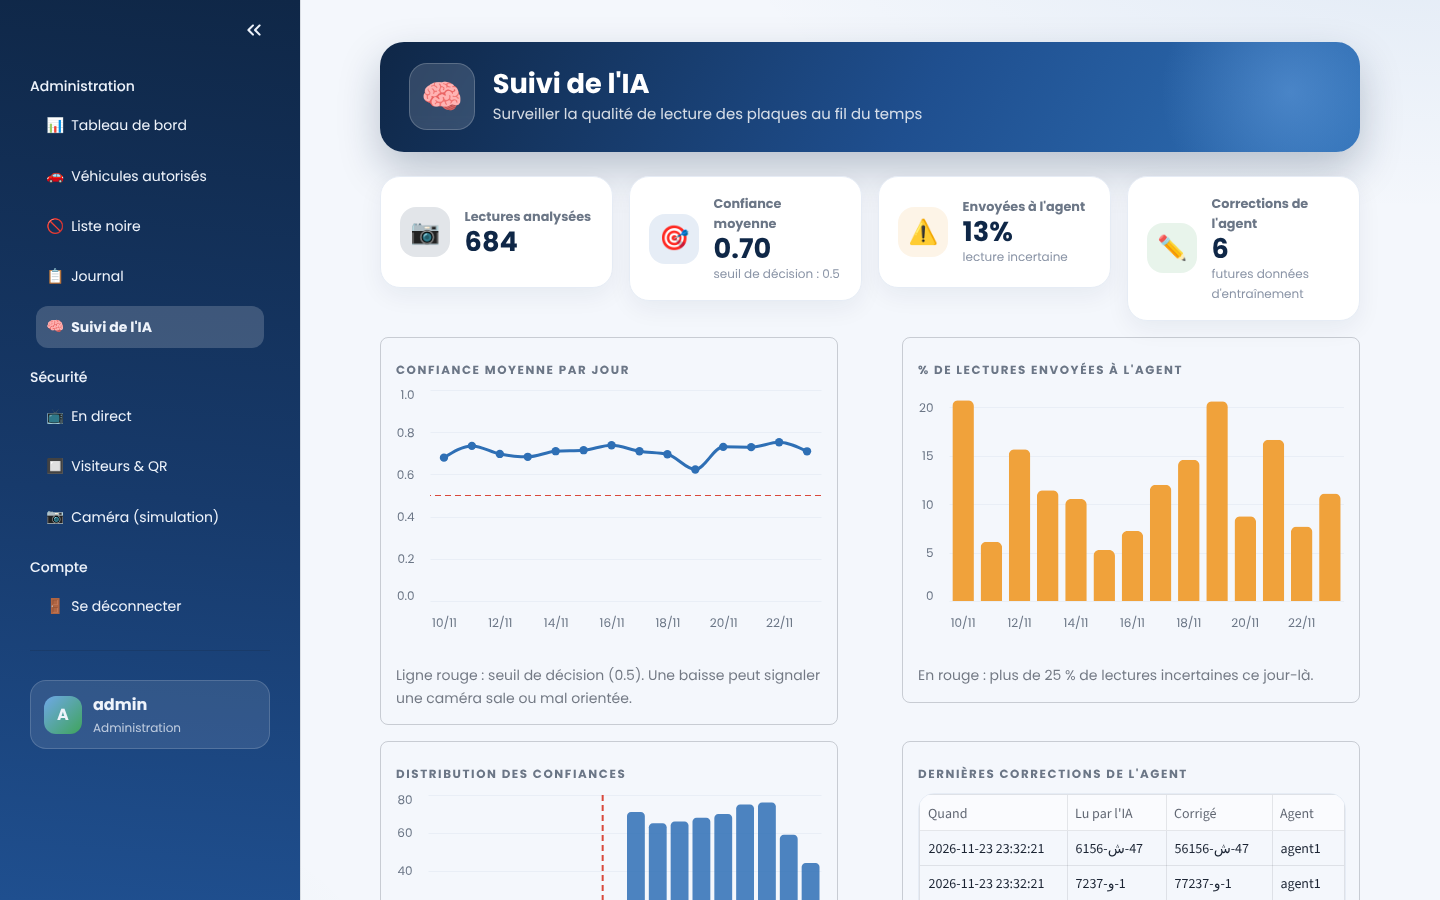 Administration
Tableau de bord
Véhicules autorisés
Liste noire
Journal
Suivi de l'IA
Sécurité
En direct
Visiteurs & QR
Caméra (simulation)
Compte
Se déconnecter
A
admin
Administration
Suivi de l'IA
Surveiller la qualité de lecture des plaques au fil du temps
Lectures analysées
684
Confiance
moyenne
0.70
seuil de décision : 0.5
Envoyées à l'agent
13%
lecture incertaine
Corrections de
l'agent
6
futures données
d'entraînement
CONFIANCE MOYENNE PAR JOUR
1.0
0.8
0.6
0.4
0.2
0.0
10/11 12/11 14/11 16/11 18/11 20/11 22/11
Ligne rouge : seuil de décision (0.5). Une baisse peut signaler
une caméra sale ou mal orientée.
% DE LECTURES ENVOYÉES À L'AGENT
20
15
10
5
0
10/11 12/11 14/11 16/11 18/11 20/11 22/11
En rouge : plus de 25 % de lectures incertaines ce jour-là.
DISTRIBUTION DES CONFIANCES
80
60
40
DERNIÈRES CORRECTIONS DE L'AGENT
Quand Lu par l'IA Corrigé Agent
2026-11-23 23:32:21 6156-ش-47 56156-ش-47 agent1
2026-11-23 23:32:21 7237-و-1 77237-و-1 agent1